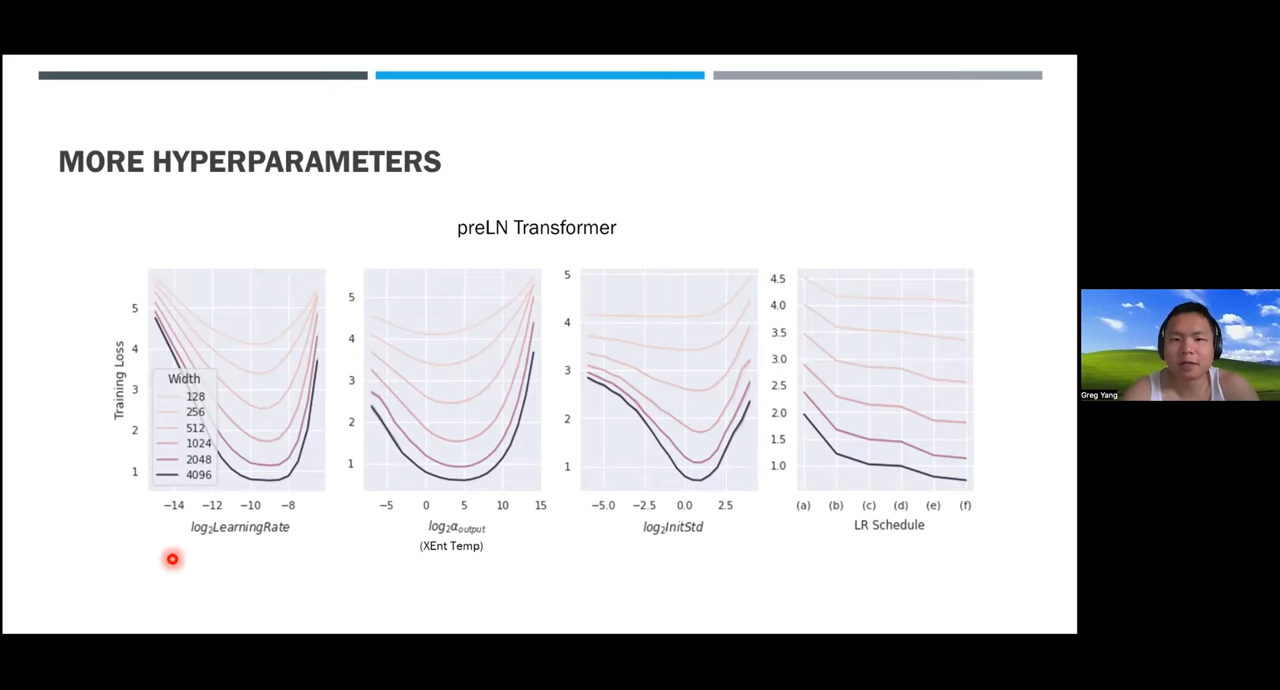 MORE HYPERPARAMETERS
preLN Transformer
Training Loss
5
4
3
2
1
Width
128
256
512
1024
2048
4096
−14 −12 −10 −8
log₂LearningRate
5
4
3
2
1
−5 0 5 10 15
log₂αoutput
(XEnt Temp)
5
4
3
2
1
−5.0 −2.5 0.0 2.5
log₂InitStd
4.5
4.0
3.5
3.0
2.5
2.0
1.5
1.0
(a) (b) (c) (d) (e) (f)
LR Schedule
Greg Yang